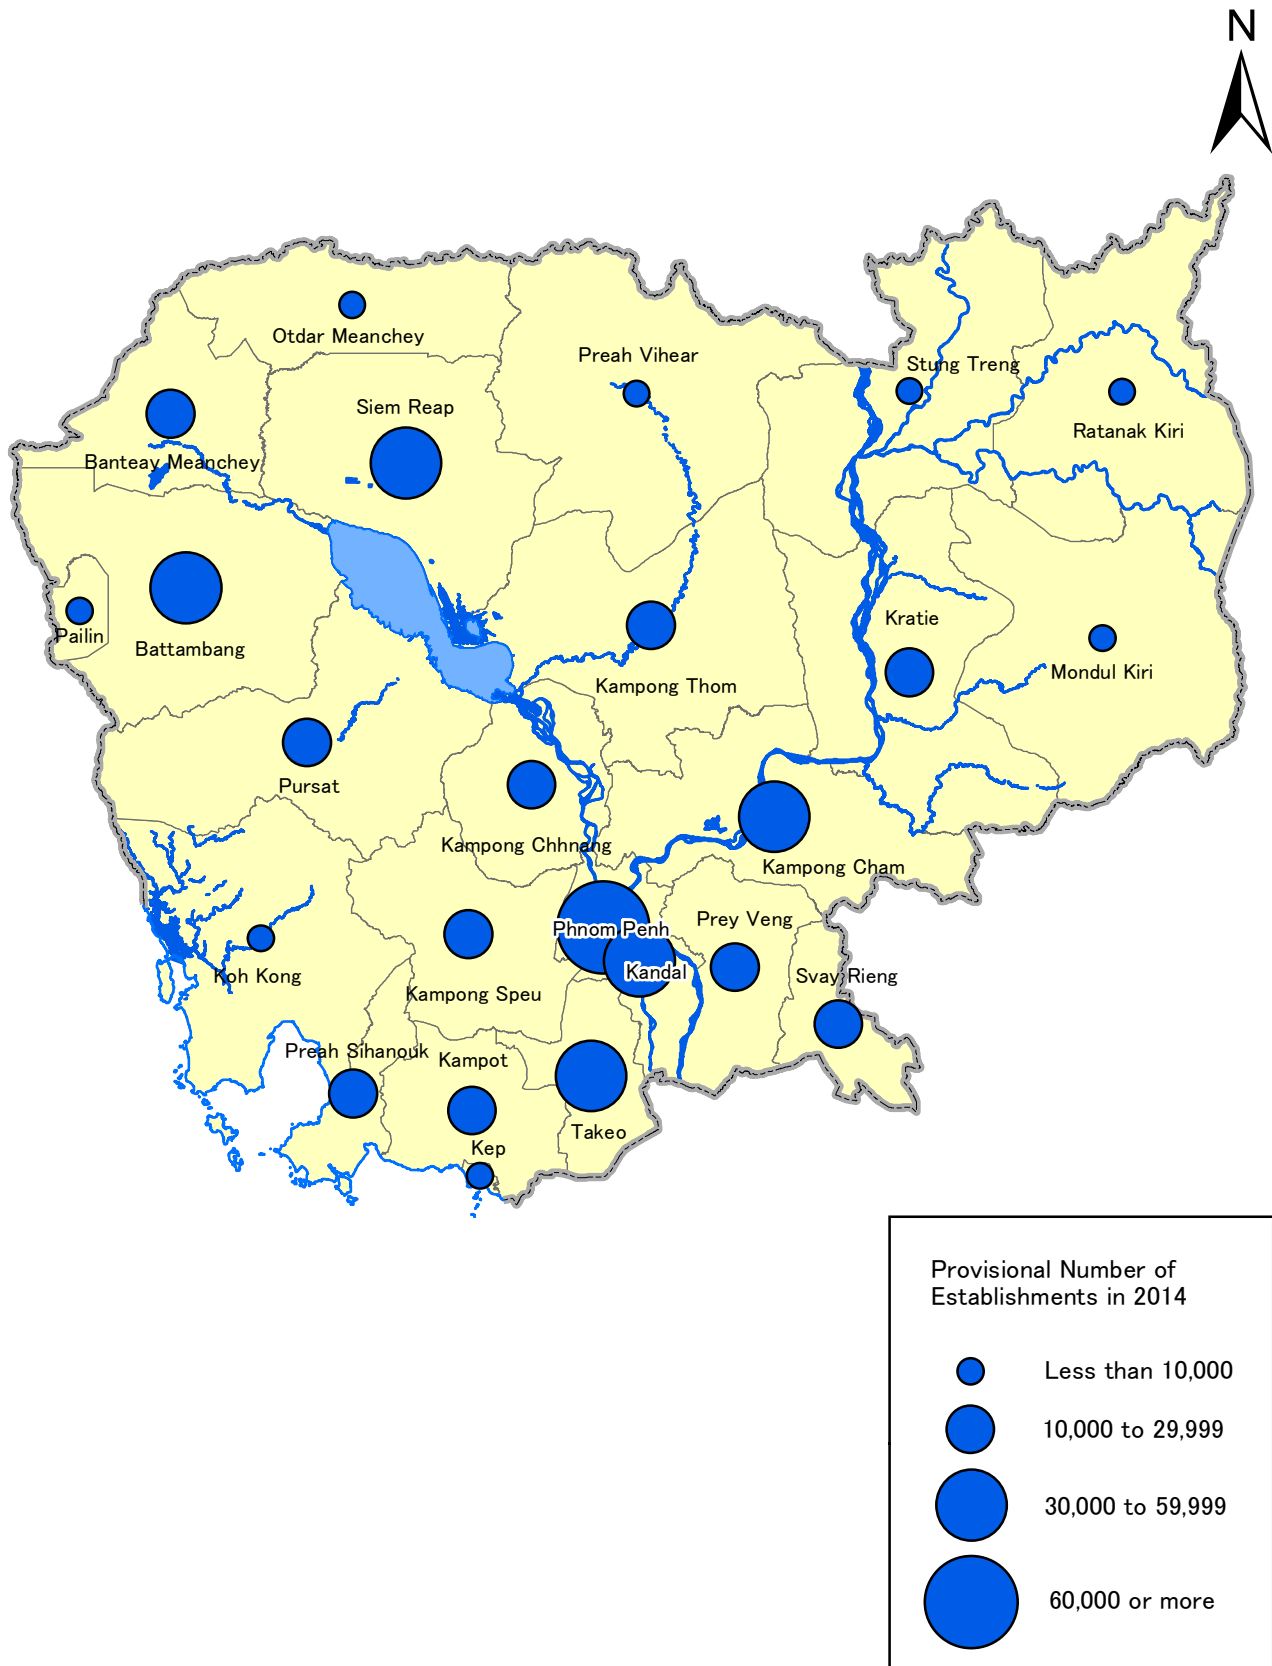 N
Otdar Meanchey
Preah Vihear
Stung Treng
Siem Reap
Ratanak Kiri
Banteay Meanchey
Kratie
Pailin
Battambang
Mondul Kiri
Kampong Thom
Pursat
Kampong Chhnang
Kampong Cham
Prey Veng
Phnom Penh
Kandal
Svay Rieng
Koh Kong
Kampong Speu
Preah Sihanouk
Kampot
Takeo
Kep
Provisional Number of
Establishments in 2014
Less than 10,000
10,000 to 29,999
30,000 to 59,999
60,000 or more